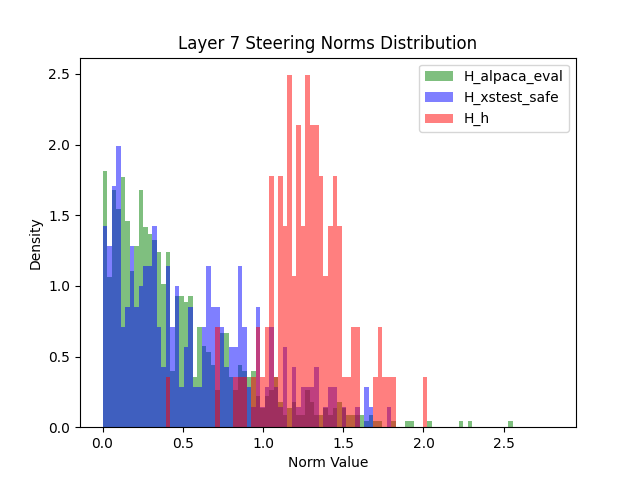 Layer 7 Steering Norms Distribution
H_alpaca_eval
H_xstest_safe
H_h
Density
2.5
2.0
1.5
1.0
0.5
0.0
0.0 0.5 1.0 1.5 2.0 2.5
Norm Value